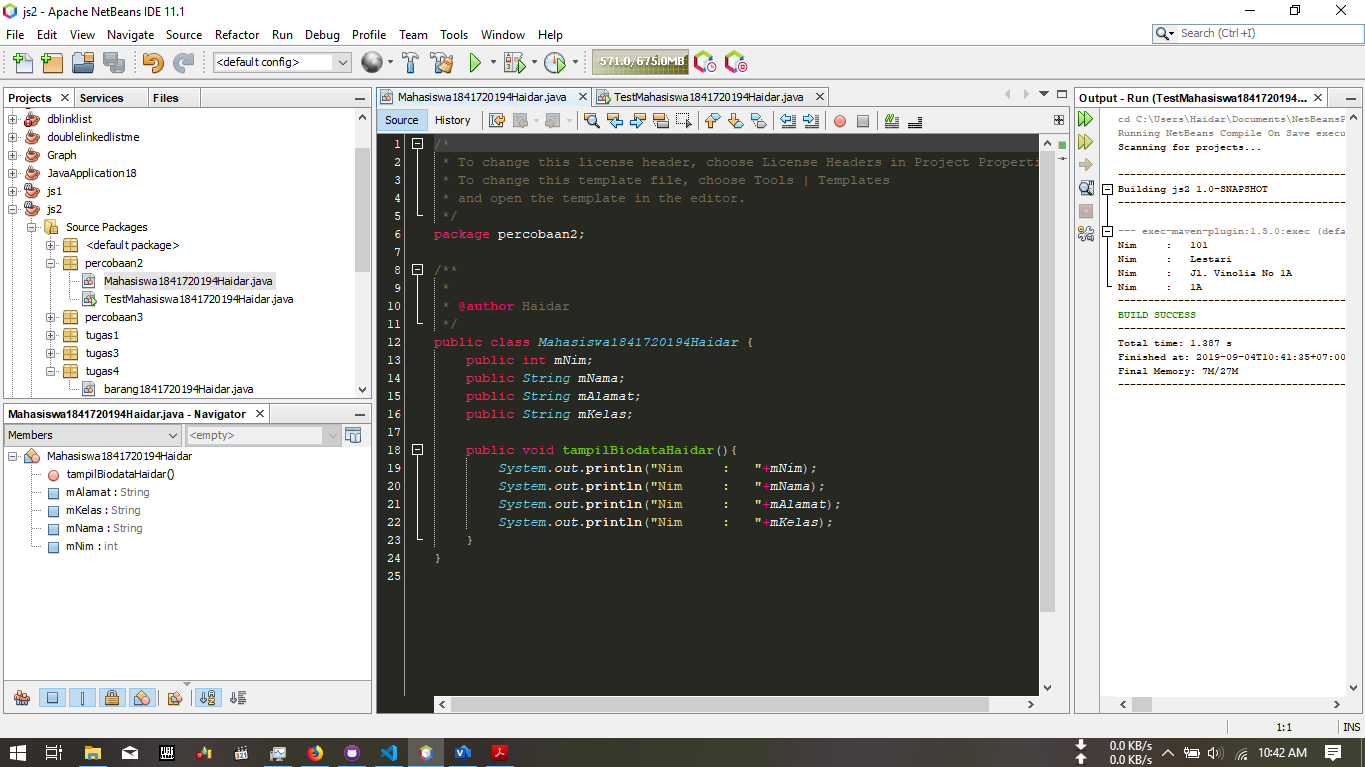 js2 - Apache NetBeans IDE 11.1
File Edit View Navigate Source Refactor Run Debug Profile Team Tools Window Help
Search (Ctrl+I)
<default config>
571.0/675.0MB
Projects Services Files
dblinklist
doublelinkedlistme
Graph
JavaApplication18
js1
js2
Source Packages
<default package>
percobaan2
Mahasiswa1841720194Haidar.java
TestMahasiswa1841720194Haidar.java
percobaan3
tugas1
tugas3
tugas4
barang1841720194Haidar.java
Mahasiswa1841720194Haidar.java - Navigator
Members
<empty>
Mahasiswa1841720194Haidar
tampilBiodataHaidar()
mAlamat : String
mKelas : String
mNama : String
mNim : int
Mahasiswa1841720194Haidar.java TestMahasiswa1841720194Haidar.java
Source History
1 /*
2 * To change this license header, choose License Headers in Project Properti
3 * To change this template file, choose Tools | Templates
4 * and open the template in the editor.
5 */
6 package percobaan2;
7
8 /**
9 *
10 * @author Haidar
11 */
12 public class Mahasiswa1841720194Haidar {
13 public int mNim;
14 public String mNama;
15 public String mAlamat;
16 public String mKelas;
17
18 public void tampilBiodataHaidar(){
19 System.out.println("Nim     :   "+mNim);
20 System.out.println("Nim     :   "+mNama);
21 System.out.println("Nim     :   "+mAlamat);
22 System.out.println("Nim     :   "+mKelas);
23 }
24 }
25
Output - Run (TestMahasiswa1841720194...
cd C:\Users\Haidar\Documents\NetBeansP
Running NetBeans Compile On Save execu
Scanning for projects...
------------------------------------
Building js2 1.0-SNAPSHOT
------------------------------------
--- exec-maven-plugin:1.5.0:exec (defa
Nim     :   101
Nim     :   Lestari
Nim     :   Jl. Vinolia No 1A
Nim     :   1A
------------------------------------
BUILD SUCCESS
------------------------------------
Total time: 1.387 s
Finished at: 2019-09-04T10:41:35+07:00
Final Memory: 7M/27M
------------------------------------
1:1 INS
0.0 KB/s
0.0 KB/s
10:42 AM